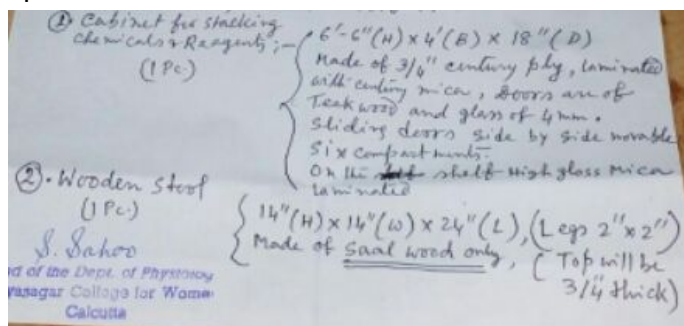 ① Cabinet for stacking
chemicals & Reagents :-
(1 Pc.)
6'-6"(H) x 4'(B) x 18"(D)
Made of 3/4" century ply, laminated
with century mica, Doors are of
Teak wood and glass of 4 mm.
Sliding doors side by side movable
Six compartments.
On the shelf High gloss Mica
laminated
②. Wooden Stool
(1 Pc.)
14"(H) x 14"(W) x 24"(L), (Legs 2"x2")
Made of Saal wood only, (Top will be
3/4" thick)
S. Sahoo
d of the Dept. of Physiology
yasagar College for Women
Calcutta